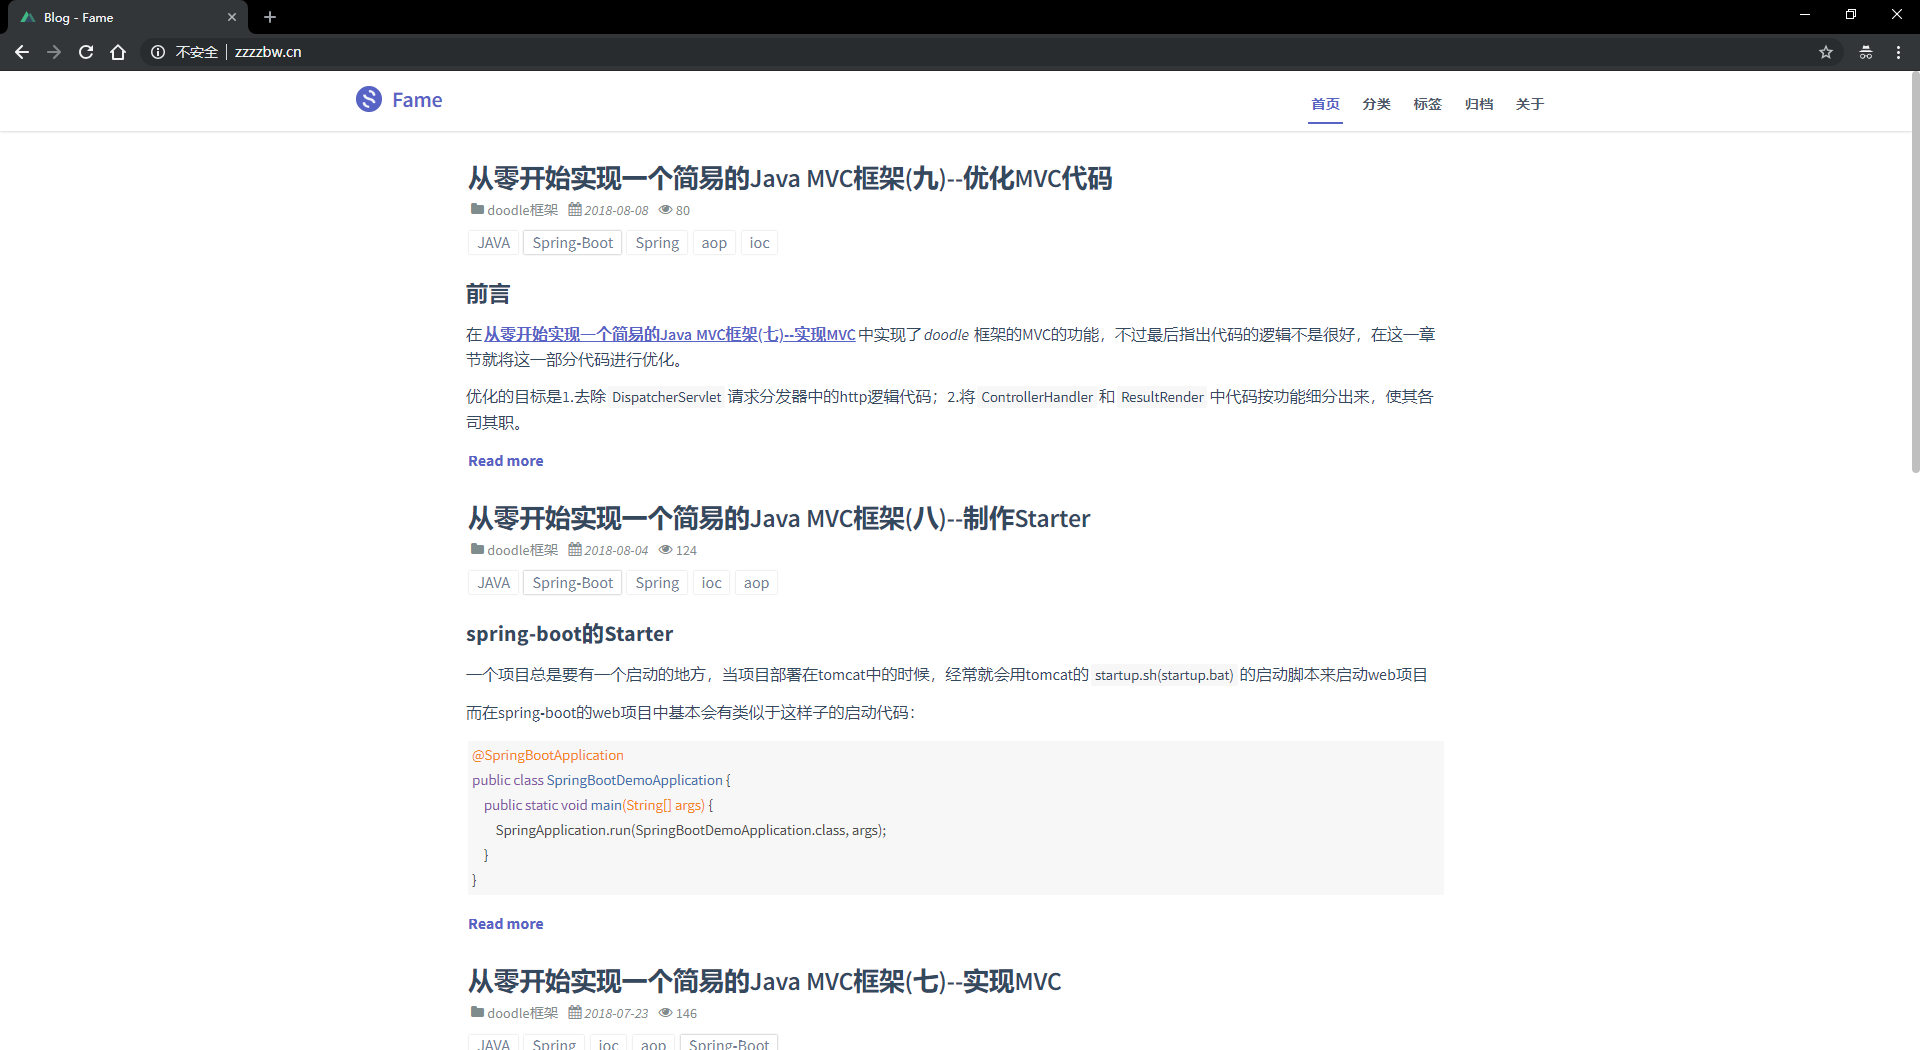 Blog - Fame
不安全 | zzzzbw.cn
Fame
首页 分类 标签 归档 关于
从零开始实现一个简易的Java MVC框架(九)--优化MVC代码
doodle框架 2018-08-08 80
JAVA Spring-Boot Spring aop ioc
前言
在从零开始实现一个简易的Java MVC框架(七)--实现MVC中实现了doodle 框架的MVC的功能，不过最后指出代码的逻辑不是很好，在这一章
节就将这一部分代码进行优化。
优化的目标是1.去除 DispatcherServlet 请求分发器中的http逻辑代码；2.将 ControllerHandler 和 ResultRender 中代码按功能细分出来，使其各
司其职。
Read more
从零开始实现一个简易的Java MVC框架(八)--制作Starter
doodle框架 2018-08-04 124
JAVA Spring-Boot Spring ioc aop
spring-boot的Starter
一个项目总是要有一个启动的地方，当项目部署在tomcat中的时候，经常就会用tomcat的 startup.sh(startup.bat) 的启动脚本来启动web项目
而在spring-boot的web项目中基本会有类似于这样子的启动代码：
@SpringBootApplication
public class SpringBootDemoApplication {
public static void main(String[] args) {
SpringApplication.run(SpringBootDemoApplication.class, args);
}
}
Read more
从零开始实现一个简易的Java MVC框架(七)--实现MVC
doodle框架 2018-07-23 146
JAVA Spring ioc aop Spring-Boot